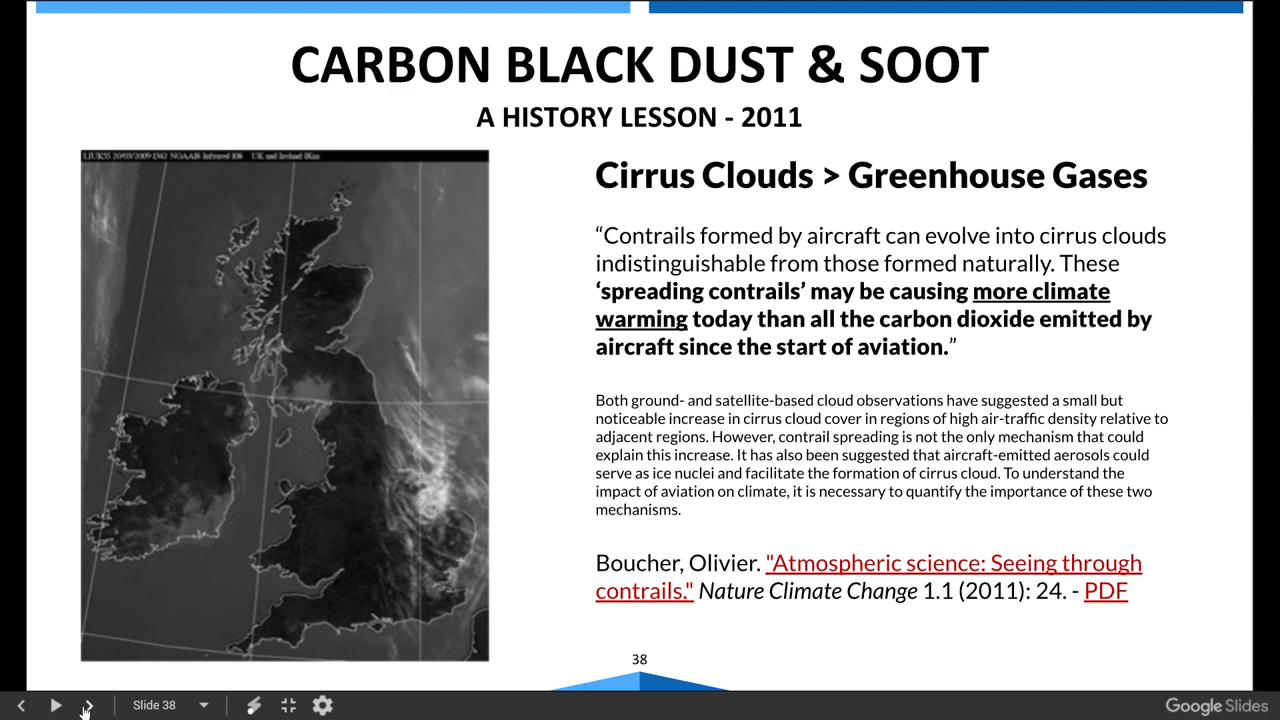 CARBON BLACK DUST & SOOT
A HISTORY LESSON - 2011
Cirrus Clouds > Greenhouse Gases
“Contrails formed by aircraft can evolve into cirrus clouds
indistinguishable from those formed naturally. These
‘spreading contrails’ may be causing more climate
warming today than all the carbon dioxide emitted by
aircraft since the start of aviation.”
Both ground- and satellite-based cloud observations have suggested a small but
noticeable increase in cirrus cloud cover in regions of high air-traffic density relative to
adjacent regions. However, contrail spreading is not the only mechanism that could
explain this increase. It has also been suggested that aircraft-emitted aerosols could
serve as ice nuclei and facilitate the formation of cirrus cloud. To understand the
impact of aviation on climate, it is necessary to quantify the importance of these two
mechanisms.
Boucher, Olivier. "Atmospheric science: Seeing through
contrails." Nature Climate Change 1.1 (2011): 24. - PDF
38
Slide 38
Google Slides
UK and Ireland